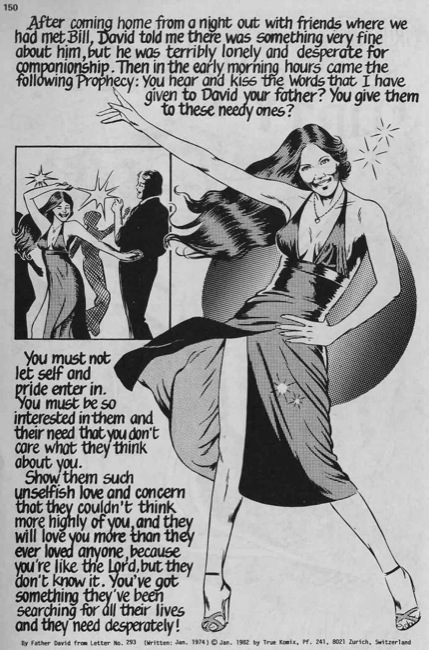 150
After coming home from a night out with friends where we
had met Bill, David told me there was something very fine
about him, but he was terribly lonely and desperate for
companionship. Then in the early morning hours came the
following Prophecy: You hear and kiss the words that I have
given to David your father? You give them
to these needy ones?
You must not
let self and
pride enter in.
You must be so
interested in them and
their need that you don't
care what they think
about you.
Show them such
unselfish love and concern
that they couldn't think
more highly of you, and they
will love you more than they
ever loved anyone, because
you're like the Lord, but they
don't know it. You've got
something they've been
searching for all their lives
and they need desperately!
By Father David from Letter No. 293 (Written: Jan. 1974) © Jan. 1982 by True Komix, Pf. 241, 8021 Zurich, Switzerland